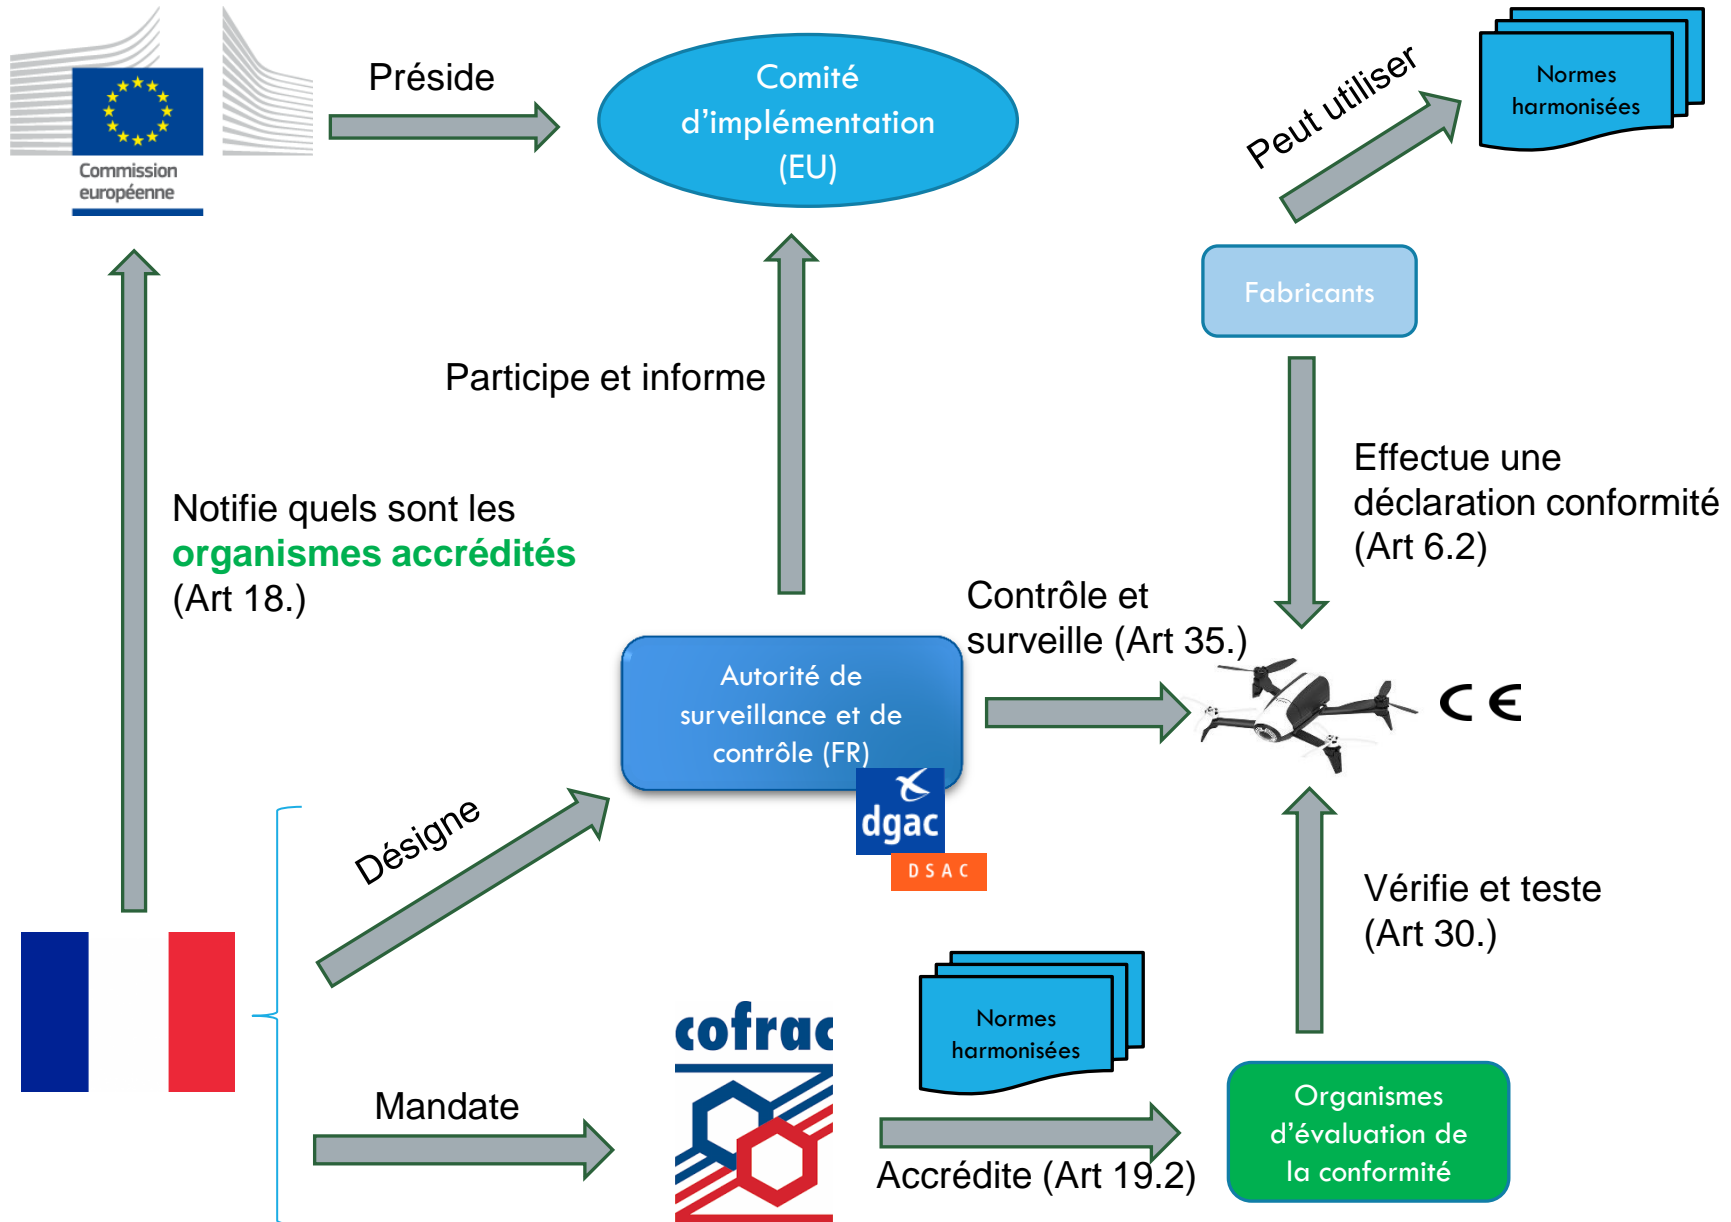 Commission
européenne
Préside
Comité
d'implémentation
(EU)
Peut utiliser
Normes
harmonisées
Fabricants
Participe et informe
Effectue une
déclaration conformité
(Art 6.2)
Notifie quels sont les
organismes accrédités
(Art 18.)
Contrôle et
surveille (Art 35.)
Autorité de
surveillance et de
contrôle (FR)
dgac
DSAC
CE
Désigne
Vérifie et teste
(Art 30.)
Mandate
cofrac
Normes
harmonisées
Accrédite (Art 19.2)
Organismes
d'évaluation de
la conformité